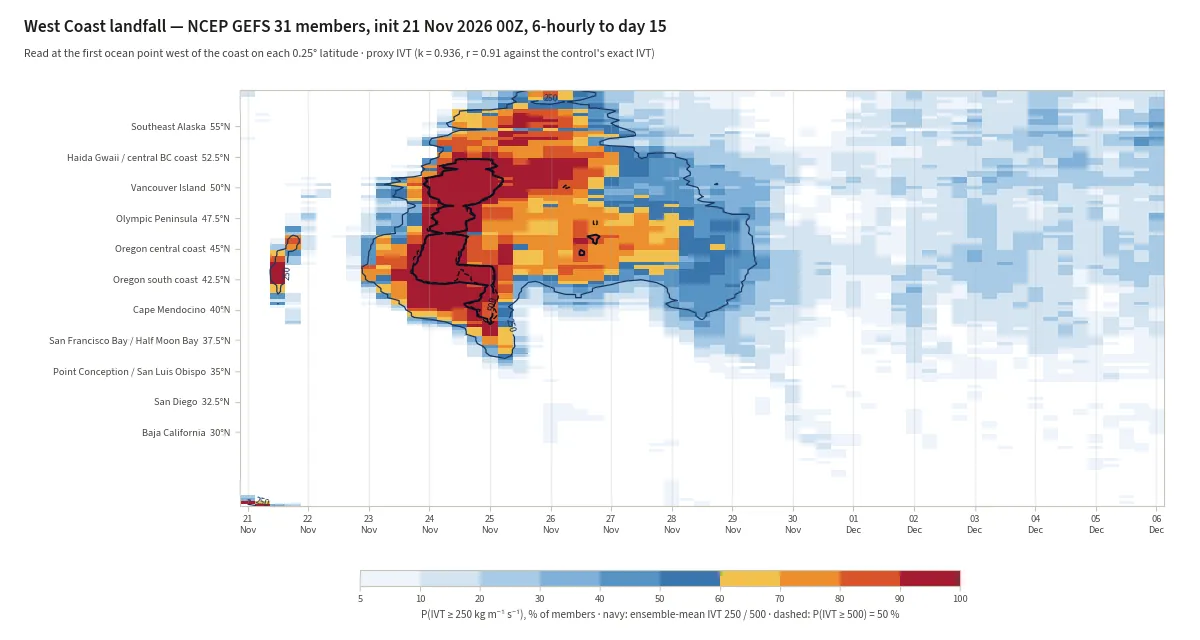 West Coast landfall — NCEP GEFS 31 members, init 21 Nov 2026 00Z, 6-hourly to day 15
Read at the first ocean point west of the coast on each 0.25° latitude · proxy IVT (k = 0.936, r = 0.91 against the control's exact IVT)
Southeast Alaska 55°N
Haida Gwaii / central BC coast 52.5°N
Vancouver Island 50°N
Olympic Peninsula 47.5°N
Oregon central coast 45°N
Oregon south coast 42.5°N
Cape Mendocino 40°N
San Francisco Bay / Half Moon Bay 37.5°N
Point Conception / San Luis Obispo 35°N
San Diego 32.5°N
Baja California 30°N
250
250
250
21 22 23 24 25 26 27 28 29 30 01 02 03 04 05 06
Nov Nov Nov Nov Nov Nov Nov Nov Nov Nov Dec Dec Dec Dec Dec Dec
5 10 20 30 40 50 60 70 80 90 100
P(IVT ≥ 250 kg m⁻¹ s⁻¹), % of members · navy: ensemble-mean IVT 250 / 500 · dashed: P(IVT ≥ 500) = 50 %